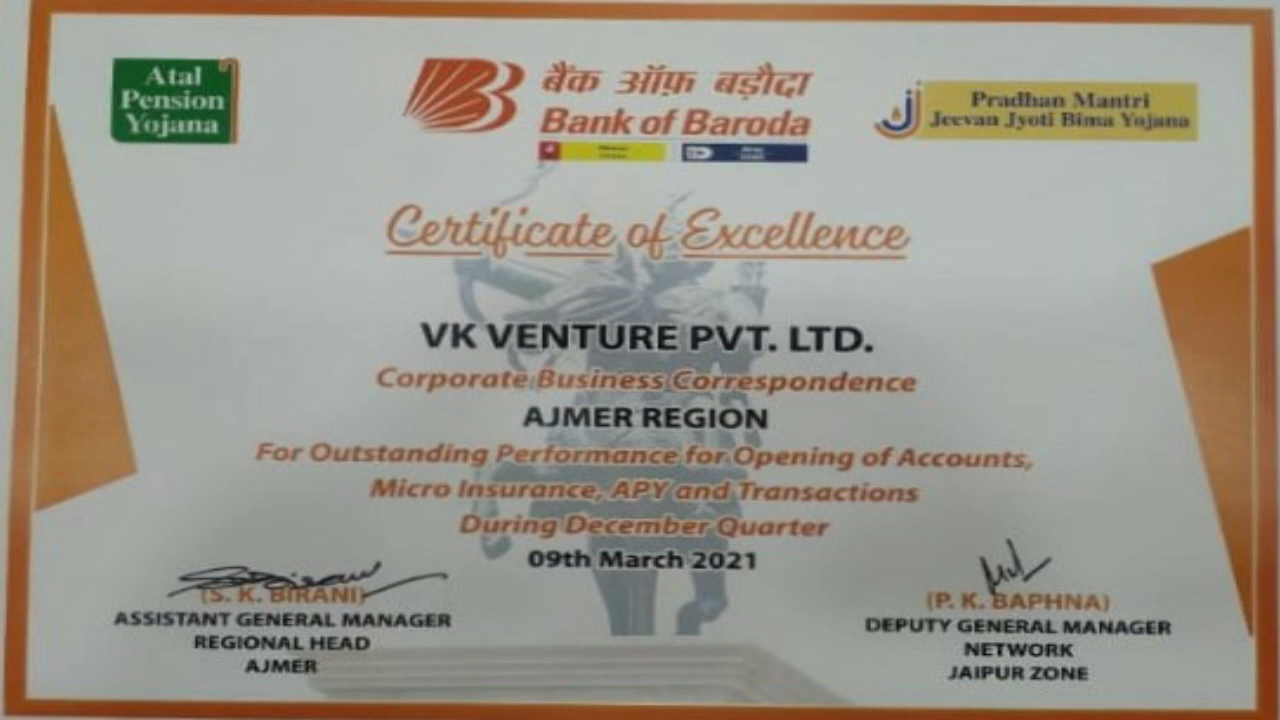 Atal
Pension
Yojana
बैंक ऑफ़ बड़ौदा
Bank of Baroda
Pradhan Mantri
Jeevan Jyoti Bima Yojana
Certificate of Excellence
VK VENTURE PVT. LTD.
Corporate Business Correspondence
AJMER REGION
For Outstanding Performance for Opening of Accounts,
Micro Insurance, APY and Transactions
During December Quarter
09th March 2021
(S. K. BIRANI)
ASSISTANT GENERAL MANAGER
REGIONAL HEAD
AJMER
(P. K. BAPHNA)
DEPUTY GENERAL MANAGER
NETWORK
JAIPUR ZONE